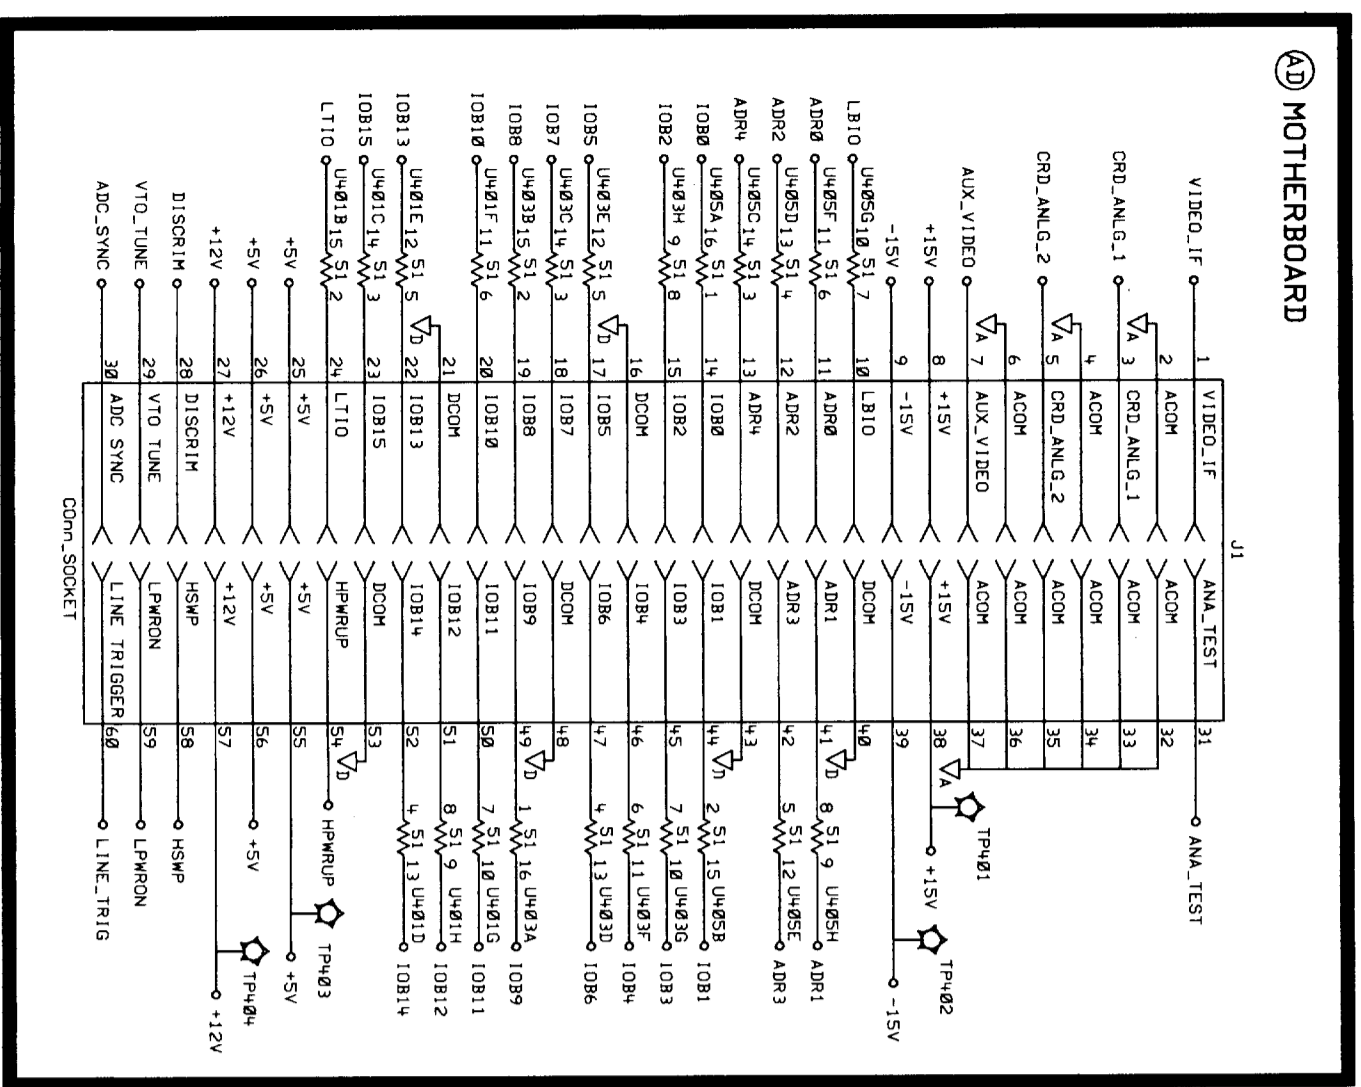 AD MOTHERBOARD
J1
VIDEO_IF 1 VIDEO_IF ANA_TEST 31 ANA_TEST
2 ACOM ACOM 32
CRD_ANLG_1 A 3 CRD_ANLG_1 ACOM 33
4 ACOM ACOM 34
CRD_ANLG_2 A 5 CRD_ANLG_2 ACOM 35
6 ACOM ACOM 36
AUX_VIDEO A 7 AUX_VIDEO ACOM 37 A TP401
+15V 8 +15V +15V 38 +15V TP402
-15V 9 -15V -15V 39 -15V
LBIO U405G 10 51 7 10 LBIO DCOM 40
ADR0 U405F 11 51 6 11 ADR0 ADR1 41 D 8 51 9 U405H ADR1
ADR2 U405D 13 51 4 12 ADR2 ADR3 42 5 51 12 U405E ADR3
ADR4 U405C 14 51 3 13 ADR4 DCOM 43
IOB0 U405A 16 51 1 14 IOB0 IOB1 44 D 2 51 15 U405B IOB1
IOB2 U403H 9 51 8 15 IOB2 IOB3 45 7 51 10 U403G IOB3
16 DCOM IOB4 46 6 51 11 U403F IOB4
IOB5 U403E 12 51 5 D 17 IOB5 IOB6 47 4 51 13 U403D IOB6
IOB7 U403C 14 51 3 18 IOB7 DCOM 48
IOB8 U403B 15 51 2 19 IOB8 IOB9 49 D 1 51 16 U403A IOB9
IOB10 U401F 11 51 6 20 IOB10 IOB11 50 7 51 10 U401G IOB11
21 DCOM IOB12 51 8 51 9 U401H IOB12
IOB13 U401E 12 51 5 D 22 IOB13 IOB14 52 4 51 13 U401D IOB14
IOB15 U401C 14 51 3 23 IOB15 DCOM 53
LTIO U401B 15 51 2 24 LTIO HPWRUP 54 D HPWRUP TP403
+5V 25 +5V +5V 55 +5V
+5V 26 +5V +5V 56 +5V TP404
+12V 27 +12V +12V 57 +12V
DISCRIM 28 DISCRIM HSWP 58 HSWP
VTO_TUNE 29 VTO TUNE LPWRON 59 LPWRON
ADC_SYNC 30 ADC SYNC LINE TRIGGER 60 LINE_TRIG
COnn_SOCKET